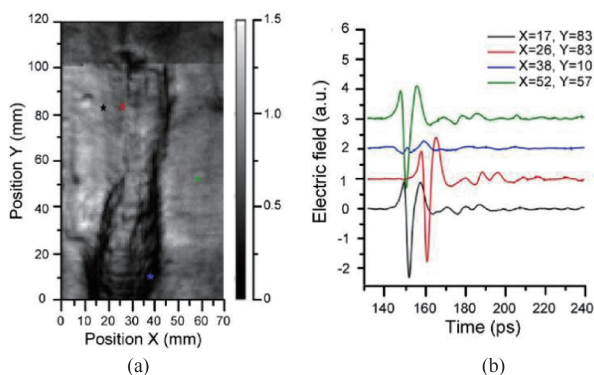 (a)
120
100
80
60
40
20
0
Position Y (mm)
0 10 20 30 40 50 60 70
Position X (mm)
1.5
1.0
0.5
0
(b)
6
5
4
3
2
1
0
-1
-2
Electric field (a.u.)
X=17, Y=83
X=26, Y=83
X=38, Y=10
X=52, Y=57
140 160 180 200 220 240
Time (ps)
(a)
(b)